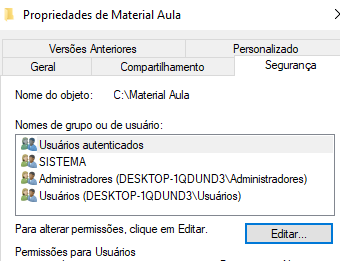 Propriedades de Material Aula
Versões Anteriores
Personalizado
Geral
Compartilhamento
Segurança
Nome do objeto: C:\Material Aula
Nomes de grupo ou de usuário:
Usuários autenticados
SISTEMA
Administradores (DESKTOP-1QDUND3\Administradores)
Usuários (DESKTOP-1QDUND3\Usuários)
Para alterar permissões, clique em Editar.
Editar...
Permissões para Usuários